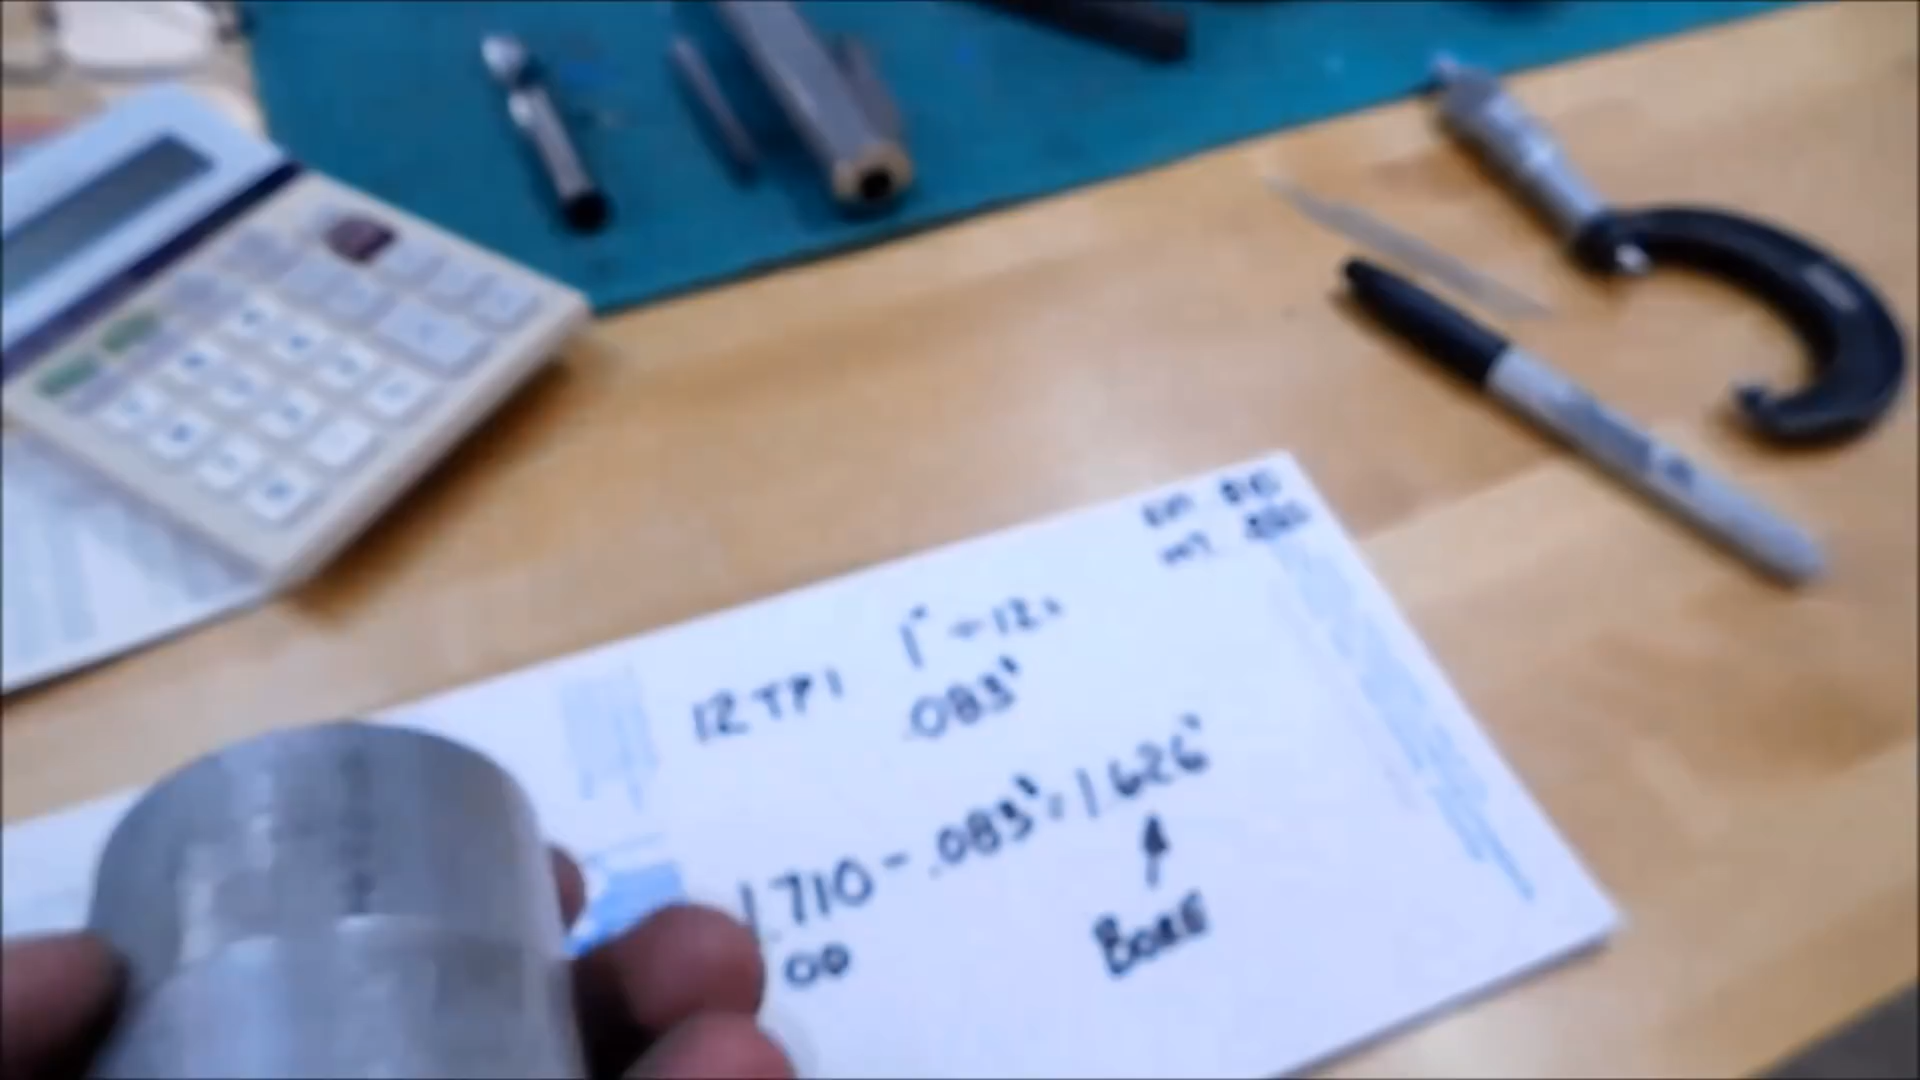 12 TPI 1" ÷ 12 =
.083"
1.710 - .083" = 1.626"
OD
BORE